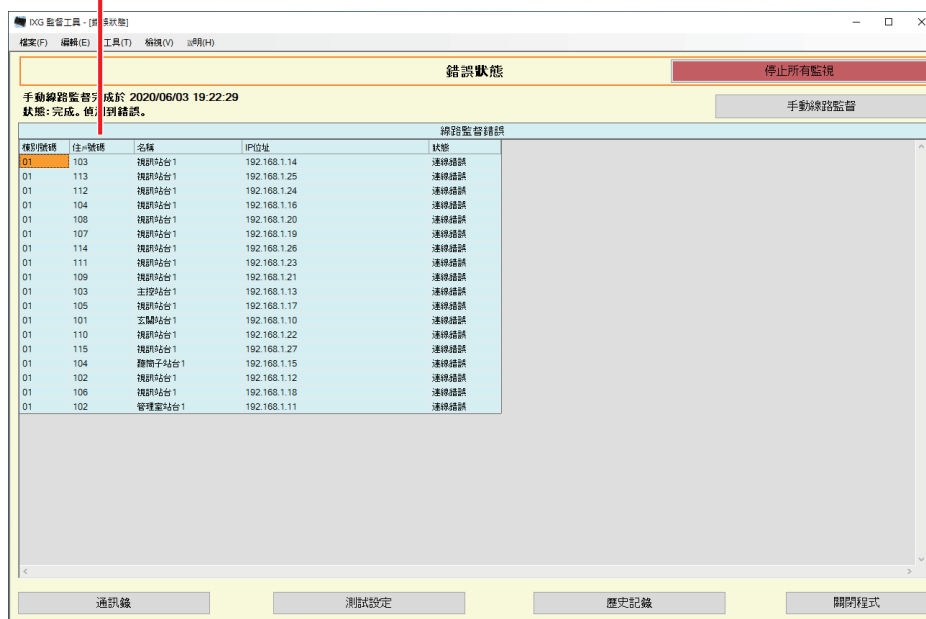 IXG 監督工具 - [錯誤狀態]
檔案(F) 編輯(E) 工具(T) 檢視(V) 說明(H)
錯誤狀態 停止所有監視
手動線路監督完成於 2020/06/03 19:22:29
狀態:完成。偵測到錯誤。
手動線路監督
線路監督錯誤
棟別號碼 住戶號碼 名稱 IP位址 狀態
01 103 視訊站台1 192.168.1.14 連線錯誤
01 113 視訊站台1 192.168.1.25 連線錯誤
01 112 視訊站台1 192.168.1.24 連線錯誤
01 104 視訊站台1 192.168.1.16 連線錯誤
01 108 視訊站台1 192.168.1.20 連線錯誤
01 107 視訊站台1 192.168.1.19 連線錯誤
01 114 視訊站台1 192.168.1.26 連線錯誤
01 111 視訊站台1 192.168.1.23 連線錯誤
01 109 視訊站台1 192.168.1.21 連線錯誤
01 103 主控站台1 192.168.1.13 連線錯誤
01 105 視訊站台1 192.168.1.17 連線錯誤
01 101 玄關站台1 192.168.1.10 連線錯誤
01 110 視訊站台1 192.168.1.22 連線錯誤
01 115 視訊站台1 192.168.1.27 連線錯誤
01 104 聽筒子站台1 192.168.1.15 連線錯誤
01 102 視訊站台1 192.168.1.12 連線錯誤
01 106 視訊站台1 192.168.1.18 連線錯誤
01 102 管理室站台1 192.168.1.11 連線錯誤
通訊錄 測試設定 歷史記錄 關閉程式